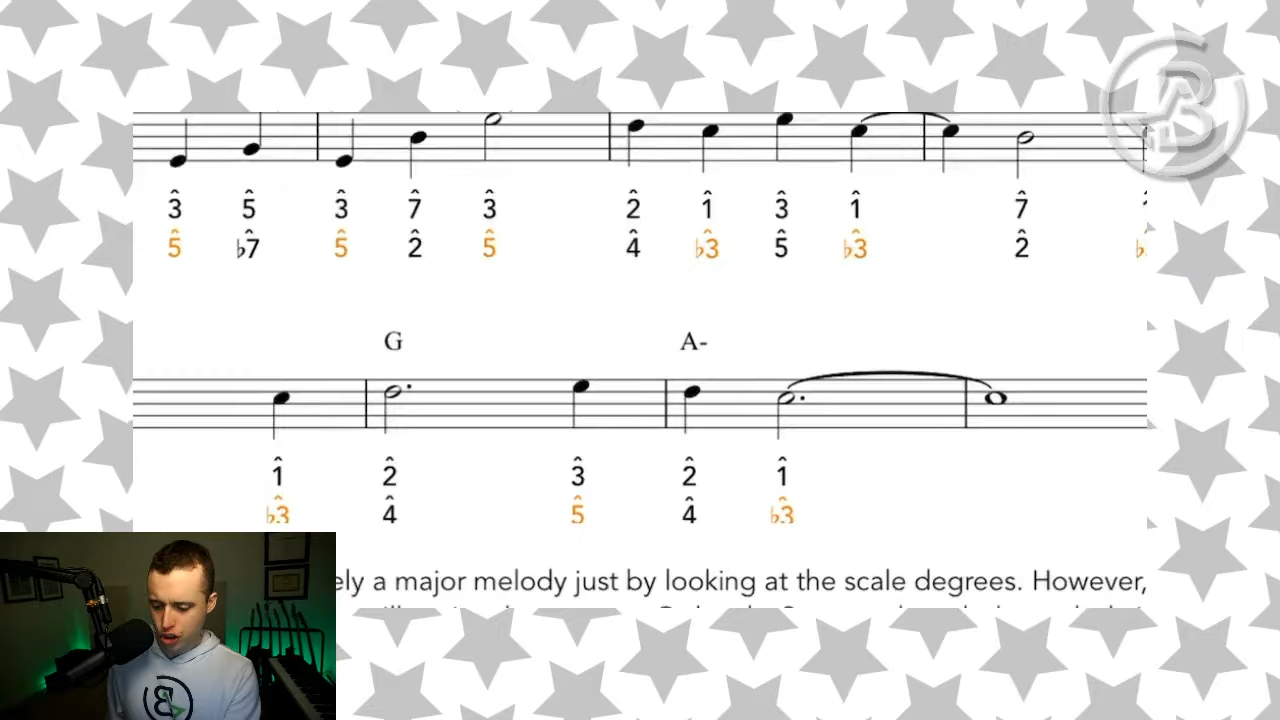 3̂ 5̂ 3̂ 7̂ 3̂ 2̂ 1̂ 3̂ 1̂ 7̂
5̂ ♭7̂ 5̂ 2̂ 5̂ 4̂ ♭3̂ 5̂ ♭3̂ 2̂
G A-
1̂ 2̂ 3̂ 2̂ 1̂
♭3̂ 4̂ 5̂ 4̂ ♭3̂
a major melody just by looking at the scale degrees. However,